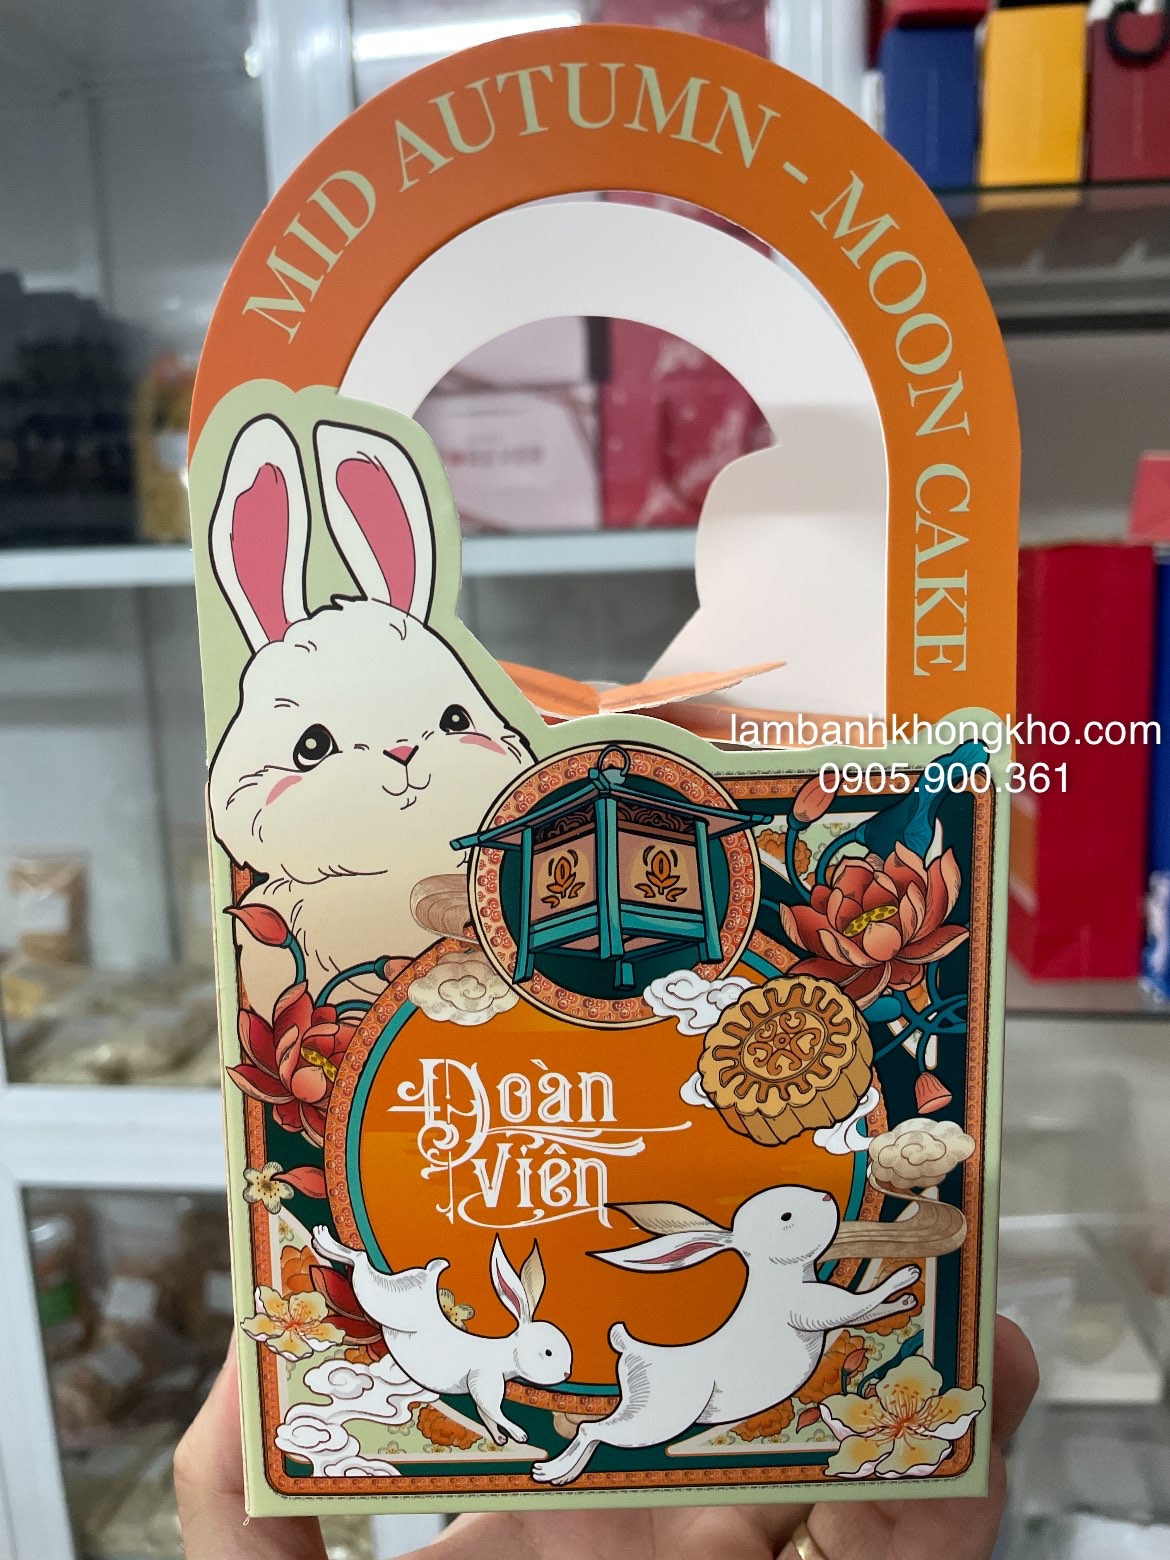 MID AUTUMN - MOON CAKE
lambanhkhongkho.com
0905.900.361
Đoàn
Viên